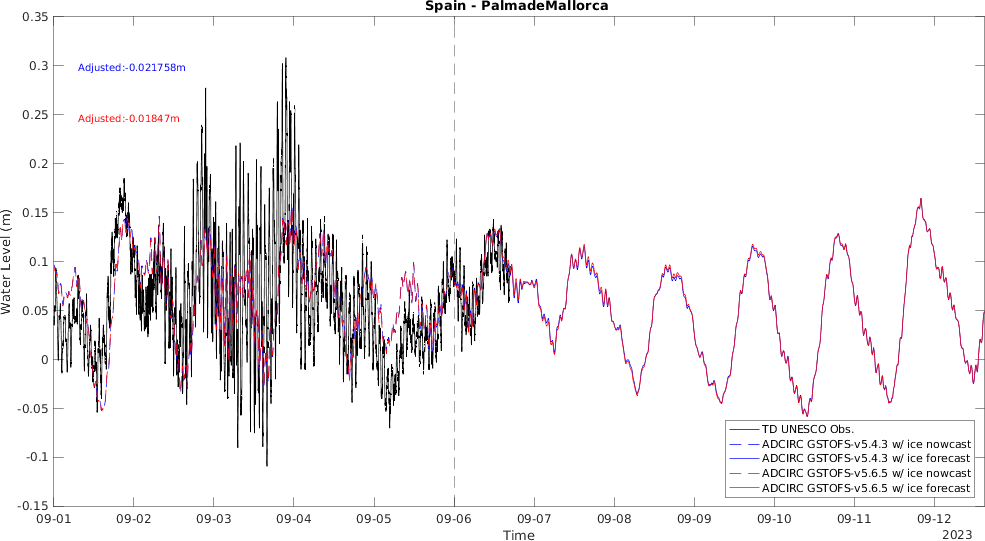 Spain - PalmadeMallorca
0.35
0.3
0.25
0.2
0.15
0.1
0.05
0
-0.05
-0.1
-0.15
Water Level (m)
Adjusted:-0.021758m
Adjusted:-0.01847m
TD UNESCO Obs.
ADCIRC GSTOFS-v5.4.3 w/ ice nowcast
ADCIRC GSTOFS-v5.4.3 w/ ice forecast
ADCIRC GSTOFS-v5.6.5 w/ ice nowcast
ADCIRC GSTOFS-v5.6.5 w/ ice forecast
09-01 09-02 09-03 09-04 09-05 09-06 09-07 09-08 09-09 09-10 09-11 09-12
Time
2023